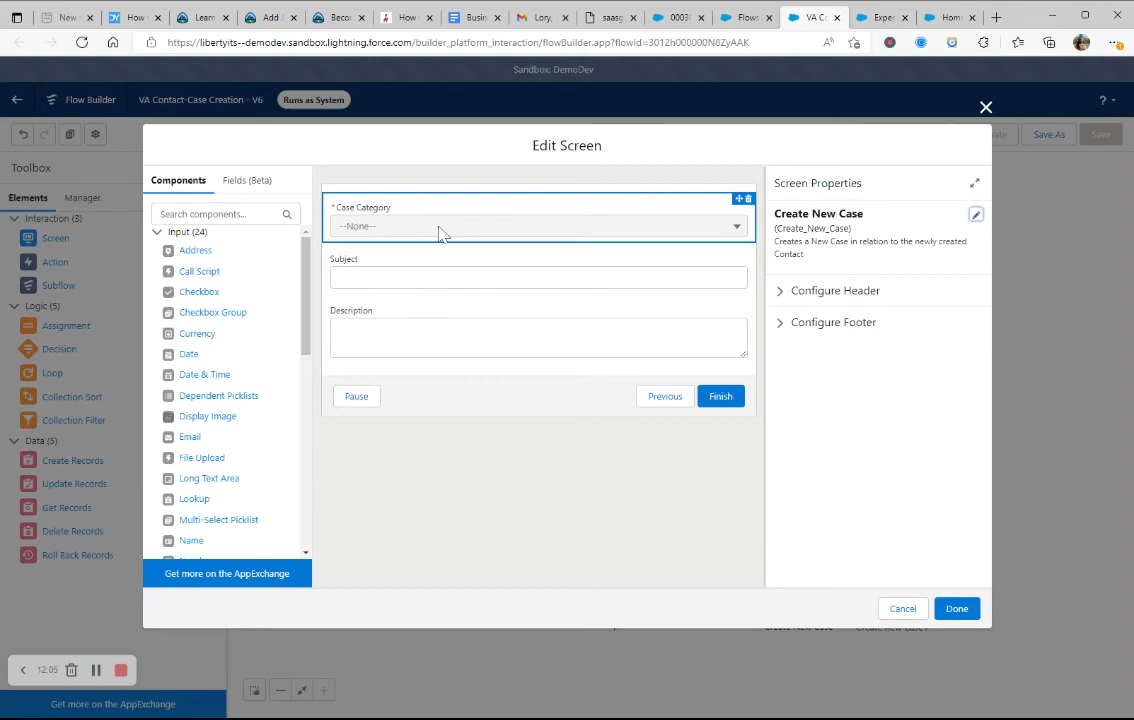 New S
How
Learn
Add J
Becor
How
Busin
Lory,
saasg
0003
Flows
VA Co
Exper
Hom
https://libertyits--demodev.sandbox.lightning.force.com/builder_platform_interaction/flowBuilder.app?flowId=3012h000000N8ZyAAK
Sandbox: DemoDev
Flow Builder
VA Contact-Case Creation - V6
Runs as System
?
Save As
Save
Toolbox
Elements
Manager
Interaction (3)
Screen
Action
Subflow
Logic (5)
Assignment
Decision
Loop
Collection Sort
Collection Filter
Data (5)
Create Records
Update Records
Get Records
Delete Records
Roll Back Records
Get more on the AppExchange
Edit Screen
Components
Fields (Beta)
Search components...
Input (24)
Address
Call Script
Checkbox
Checkbox Group
Currency
Date
Date & Time
Dependent Picklists
Display Image
Email
File Upload
Long Text Area
Lookup
Multi-Select Picklist
Name
Get more on the AppExchange
* Case Category
--None--
Subject
Description
Pause
Previous
Finish
Screen Properties
Create New Case
(Create_New_Case)
Creates a New Case in relation to the newly created
Contact
Configure Header
Configure Footer
Cancel
Done
12:05